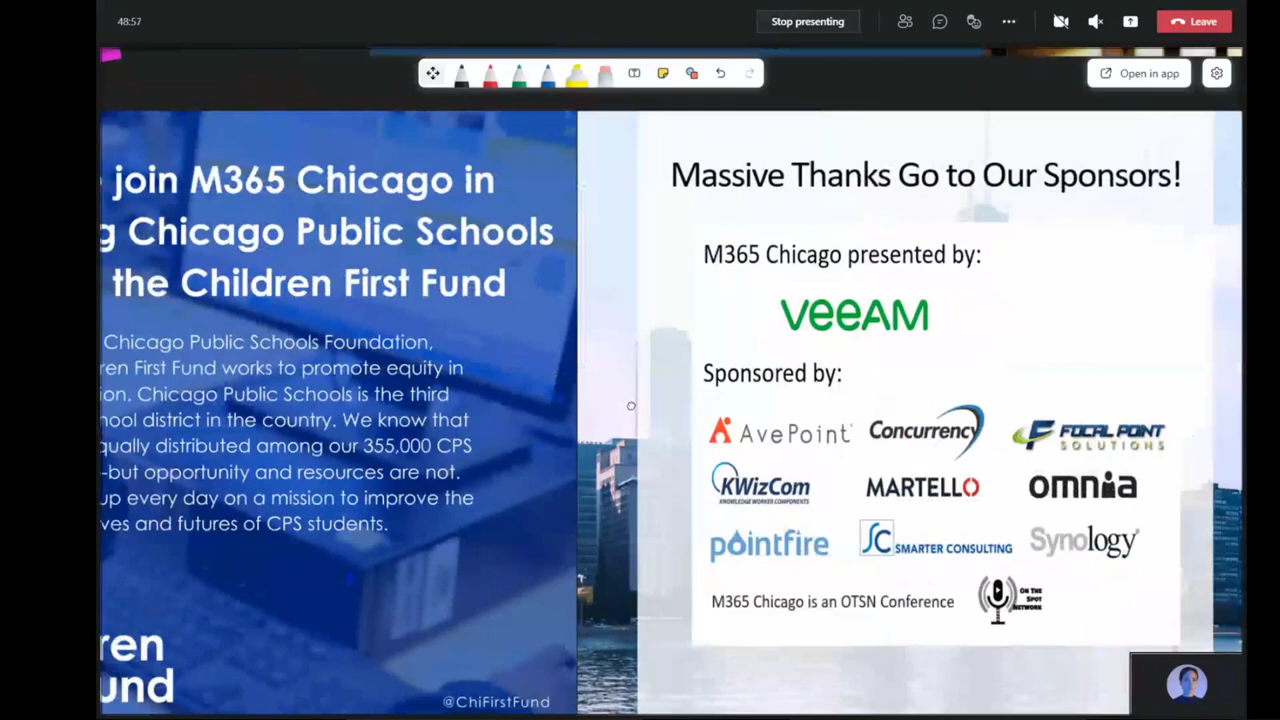 48:57
Stop presenting
Leave
Open in app
join M365 Chicago in
g Chicago Public Schools
the Children First Fund
Chicago Public Schools Foundation,
ren First Fund works to promote equity in
ion. Chicago Public Schools is the third
hool district in the country. We know that
qually distributed among our 355,000 CPS
-but opportunity and resources are not.
up every day on a mission to improve the
ves and futures of CPS students.
ren
und
@ChiFirstFund
Massive Thanks Go to Our Sponsors!
M365 Chicago presented by:
veeAM
Sponsored by:
AvePoint
Concurrency
FOCAL POINT
SOLUTIONS
KWizCom
KNOWLEDGE WORKER COMPONENTS
MARTELLO
omnia
pointfire
SC SMARTER CONSULTING
Synology
M365 Chicago is an OTSN Conference
ON THE
SPOT
NETWORK